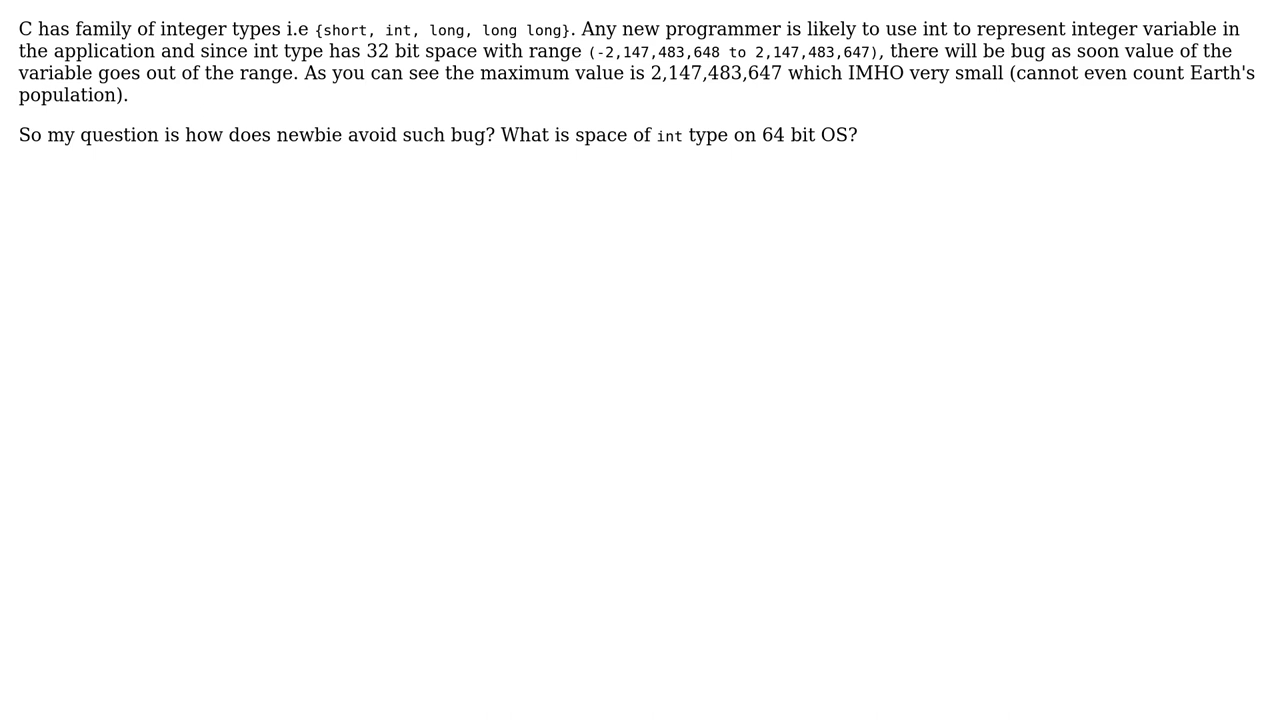 C has family of integer types i.e {short, int, long, long long}. Any new programmer is likely to use int to represent integer variable in
the application and since int type has 32 bit space with range (-2,147,483,648 to 2,147,483,647), there will be bug as soon value of the
variable goes out of the range. As you can see the maximum value is 2,147,483,647 which IMHO very small (cannot even count Earth's
population).
So my question is how does newbie avoid such bug? What is space of int type on 64 bit OS?